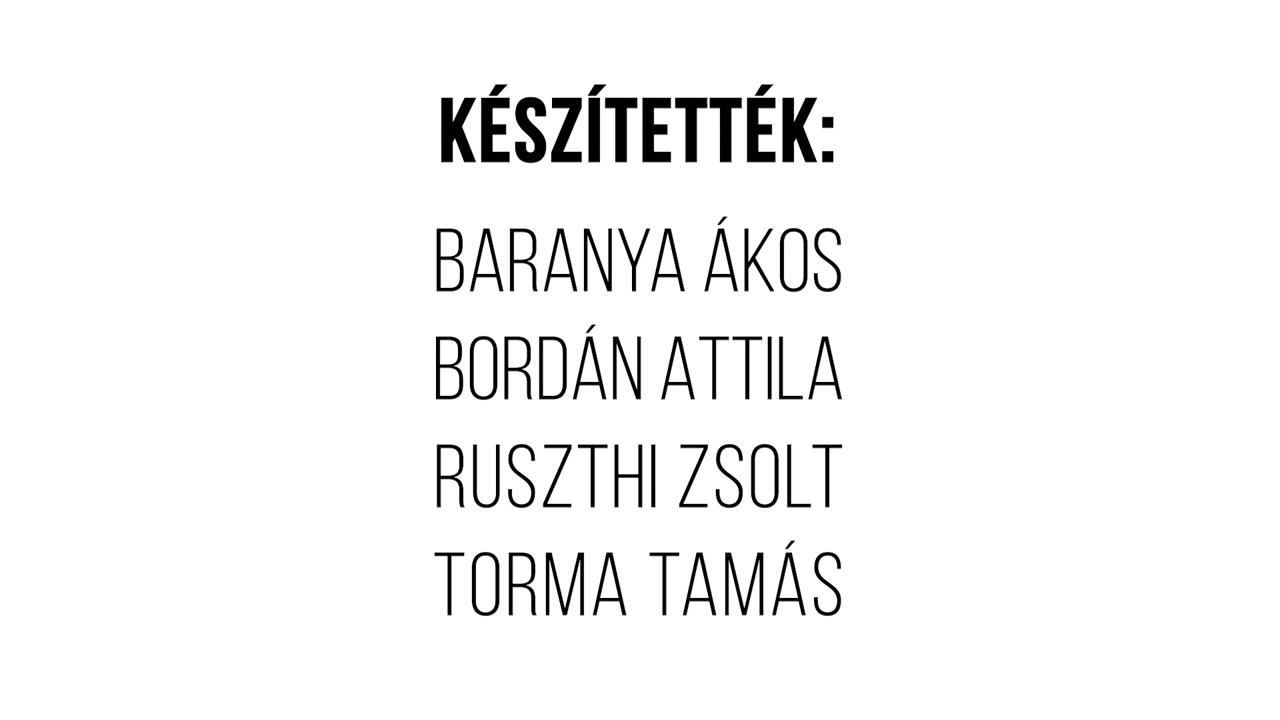 KÉSZÍTETTÉK:
BARANYA ÁKOS
BORDÁN ATTILA
RUSZTHI ZSOLT
TORMA TAMÁS